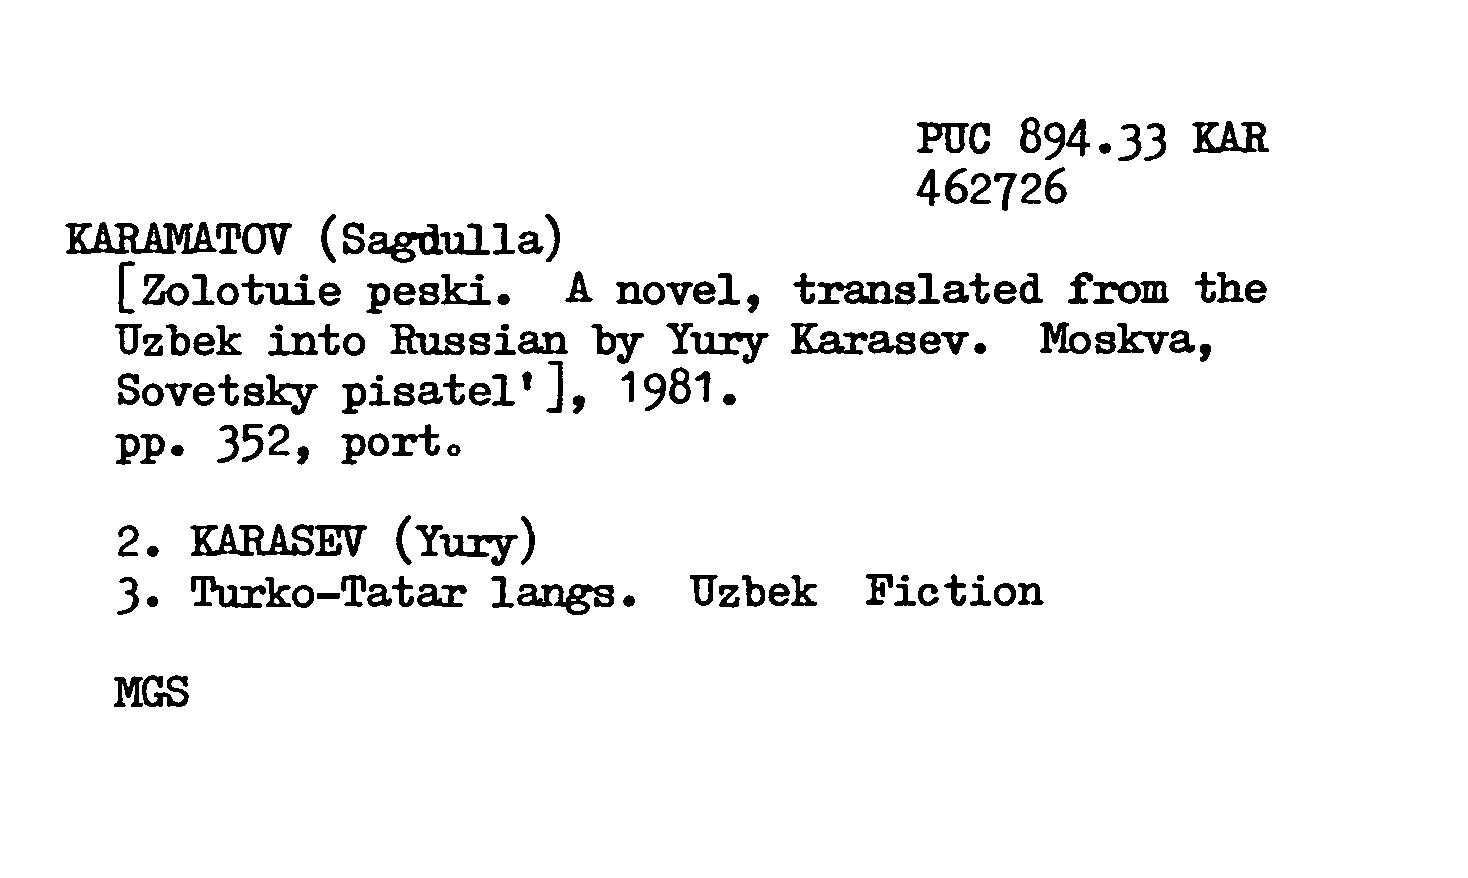 PUC 894.33 KAR
462726
KARAMATOV (Sagdulla)
[Zolotuie peski. A novel, translated from the
Uzbek into Russian by Yury Karasev. Moskva,
Sovetsky pisatel'], 1981.
pp. 352, port.
2. KARASEV (Yury)
3. Turko-Tatar langs. Uzbek Fiction
MGS